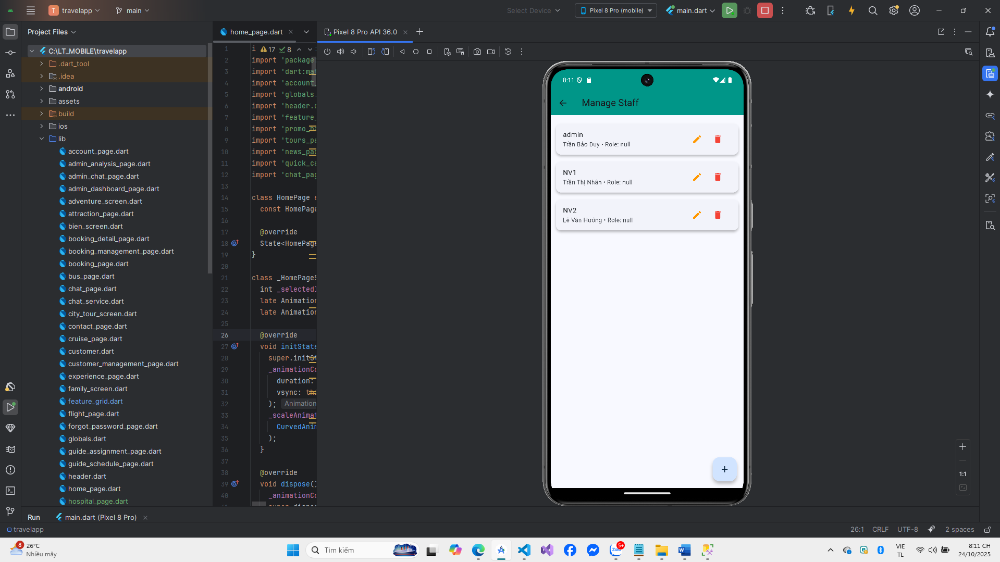 travelapp
main
Select Device
Pixel 8 Pro (mobile)
main.dart
Project Files
home_page.dart
Pixel 8 Pro API 36.0
C:\LT_MOBILE\travelapp
.dart_tool
.idea
android
assets
build
ios
lib
account_page.dart
admin_analysis_page.dart
admin_chat_page.dart
admin_dashboard_page.dart
adventure_screen.dart
attraction_page.dart
bien_screen.dart
booking_detail_page.dart
booking_management_page.dart
booking_page.dart
bus_page.dart
chat_page.dart
chat_service.dart
city_tour_screen.dart
contact_page.dart
cruise_page.dart
customer.dart
customer_management_page.dart
experience_page.dart
family_screen.dart
feature_grid.dart
flight_page.dart
forgot_password_page.dart
globals.dart
guide_assignment_page.dart
guide_schedule_page.dart
header.dart
home_page.dart
hospital_page.dart
1 i 17 8
2 import 'package:
3 import 'dart:mat
4 import 'account_
5 import 'globals.
6 import 'header.d
7 import 'feature_
8 import 'promo_ba
9 import 'tours_pa
10 import 'news_pag
11 import 'quick_ca
12 import 'chat_pag
13
14 class HomePage e
15 const HomePage
16
17 @override
18 State<HomePage
19 }
20
21 class _HomePageS
22 int _selectedI
23 late Animation
24 late Animation
25
26 @override
27 void initState
28 super.initSt
29 _animationCo
30 duration:
31 vsync: thi
32 ); Animation
33 _scaleAnimat
34 CurvedAnim
35 );
36 }
37
38 @override
39 void dispose()
40 _animationCo
8:11
Manage Staff
admin
Trần Bảo Duy • Role: null
NV1
Trần Thị Nhân • Role: null
NV2
Lê Văn Hướng • Role: null
+
1:1
Run
main.dart (Pixel 8 Pro)
travelapp
26:1 CRLF UTF-8 2 spaces
8
26°C
Nhiều mây
Tìm kiếm
Zalo
5+
VIE
TL
8:11 CH
24/10/2025